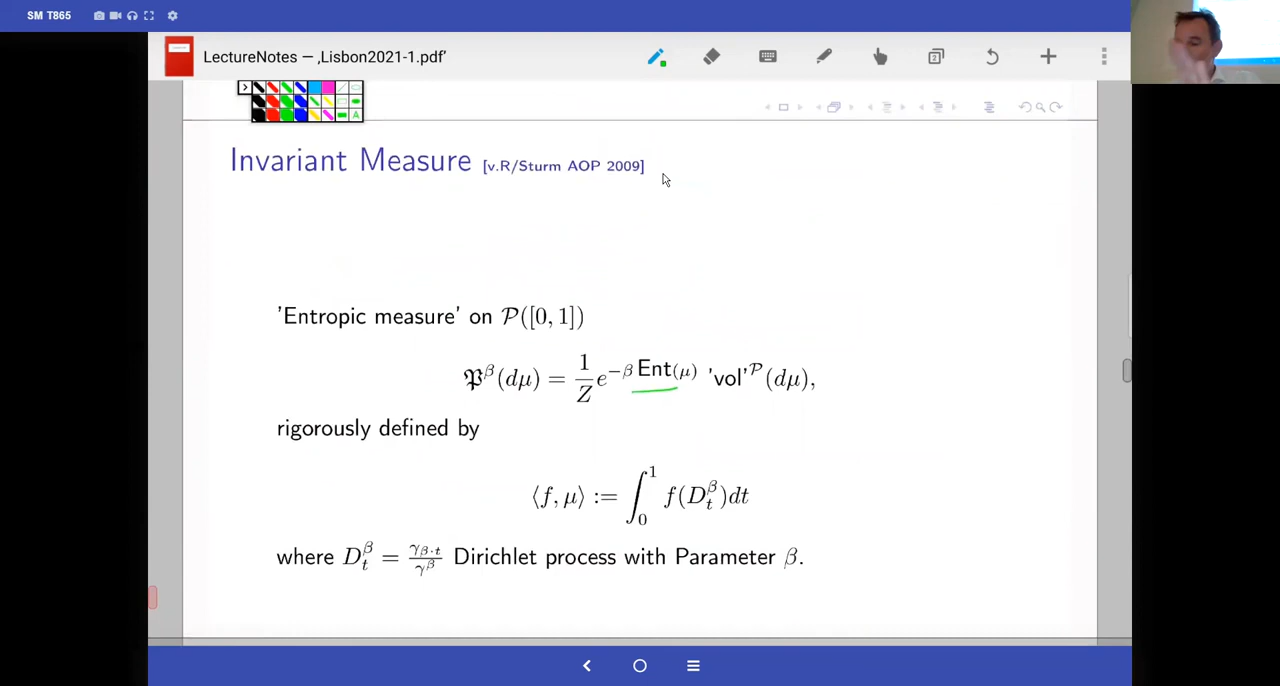 SM T865
LectureNotes — ‚Lisbon2021-1.pdf'
Invariant Measure [v.R/Sturm AOP 2009]
'Entropic measure' on 𝒫([0, 1])
𝔓^β(dμ) = 1/Z e^{−β Ent(μ)} 'vol'^𝒫(dμ),
rigorously defined by
⟨f, μ⟩ := ∫_0^1 f(D_t^β)dt
where D_t^β = γ_{β·t}/γ^β Dirichlet process with Parameter β.